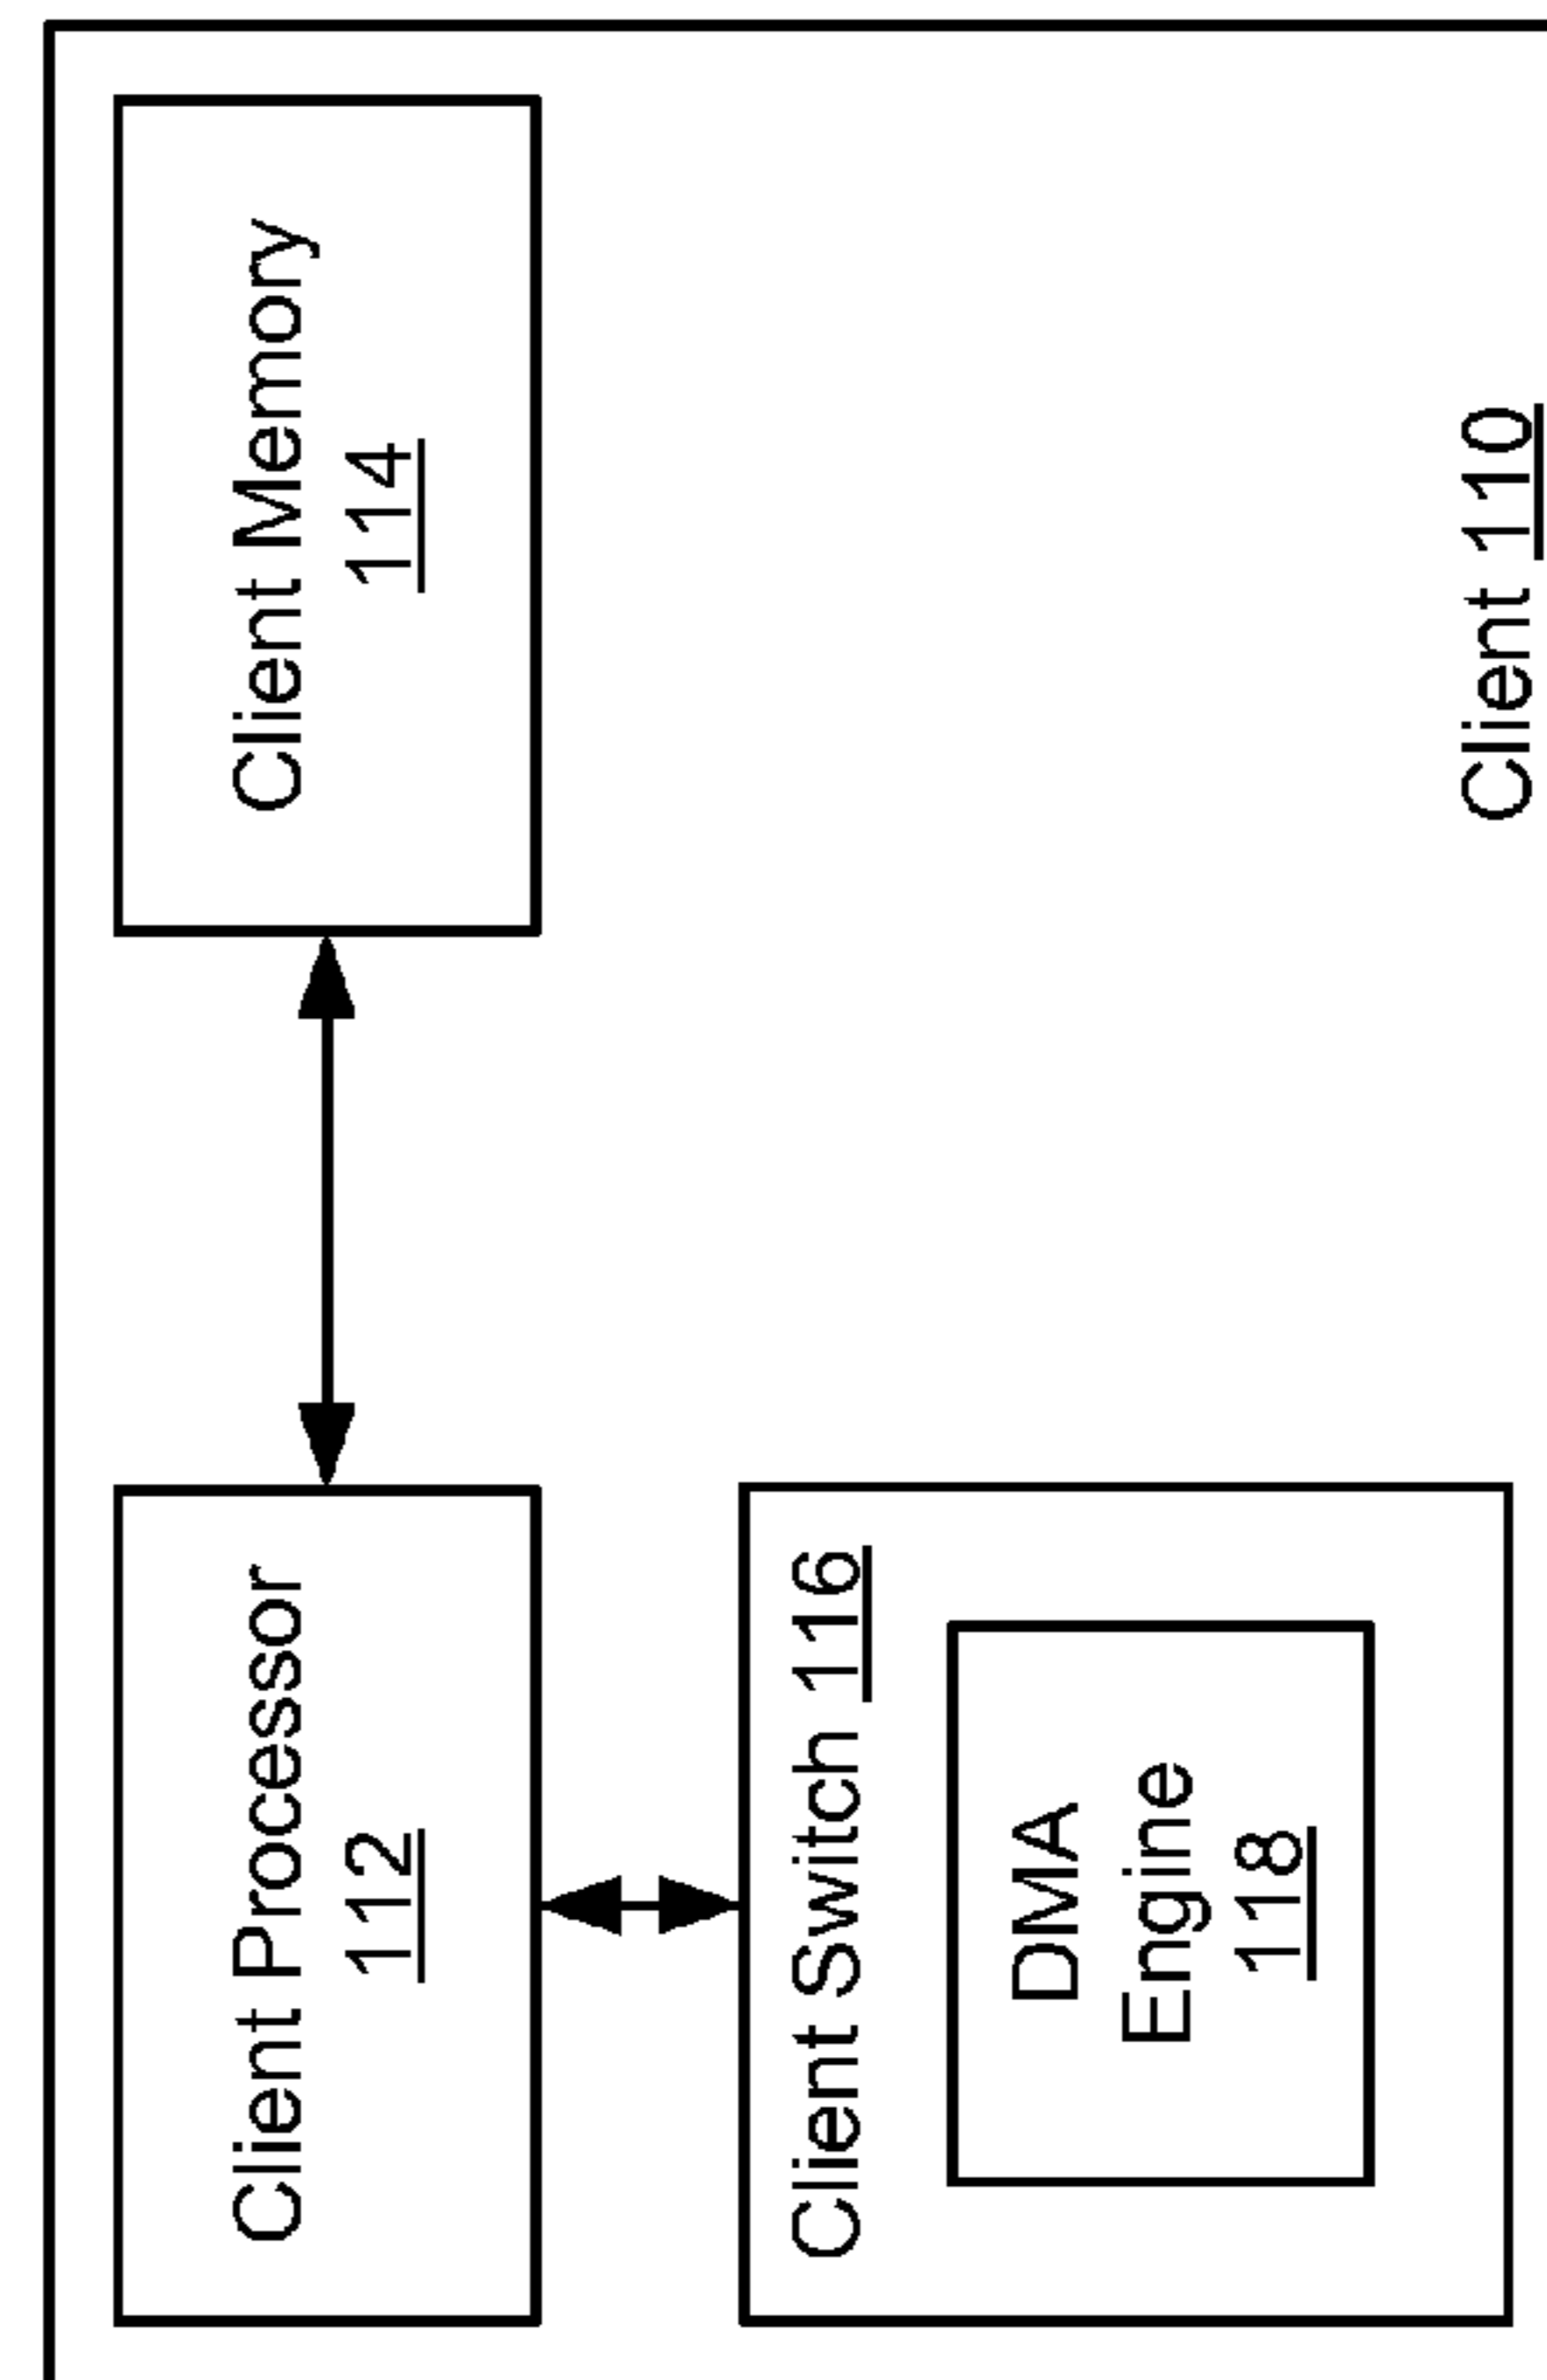 Client Processor
112
Client Memory
114
Client Switch 116
DMA
Engine
118
Client 110